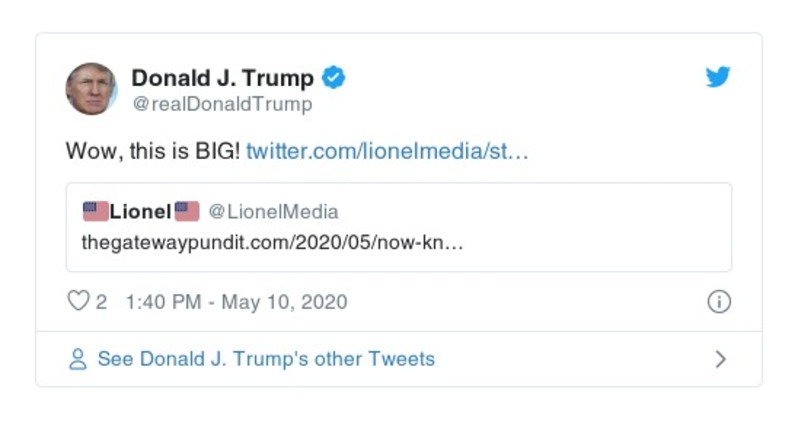 Donald J. Trump
@realDonaldTrump
Wow, this is BIG! twitter.com/lionelmedia/st…
Lionel @LionelMedia
thegatewaypundit.com/2020/05/now-kn…
2 1:40 PM - May 10, 2020
See Donald J. Trump's other Tweets